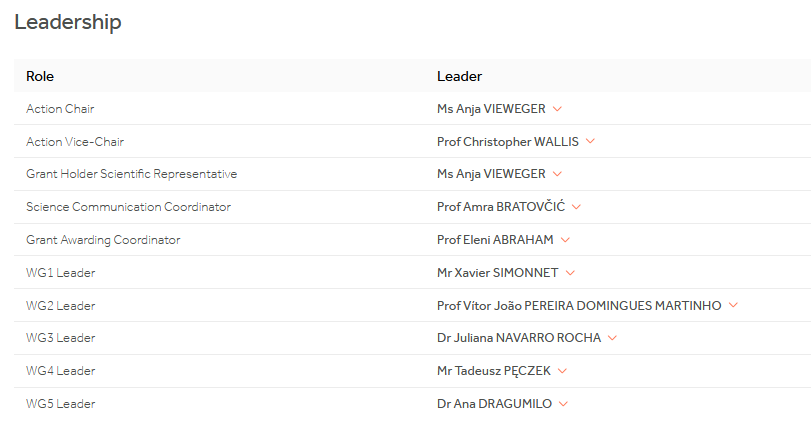 Leadership
Role Leader
Action Chair Ms Anja VIEWEGER
Action Vice-Chair Prof Christopher WALLIS
Grant Holder Scientific Representative Ms Anja VIEWEGER
Science Communication Coordinator Prof Amra BRATOVČIĆ
Grant Awarding Coordinator Prof Eleni ABRAHAM
WG1 Leader Mr Xavier SIMONNET
WG2 Leader Prof Vítor João PEREIRA DOMINGUES MARTINHO
WG3 Leader Dr Juliana NAVARRO ROCHA
WG4 Leader Mr Tadeusz PĘCZEK
WG5 Leader Dr Ana DRAGUMILO